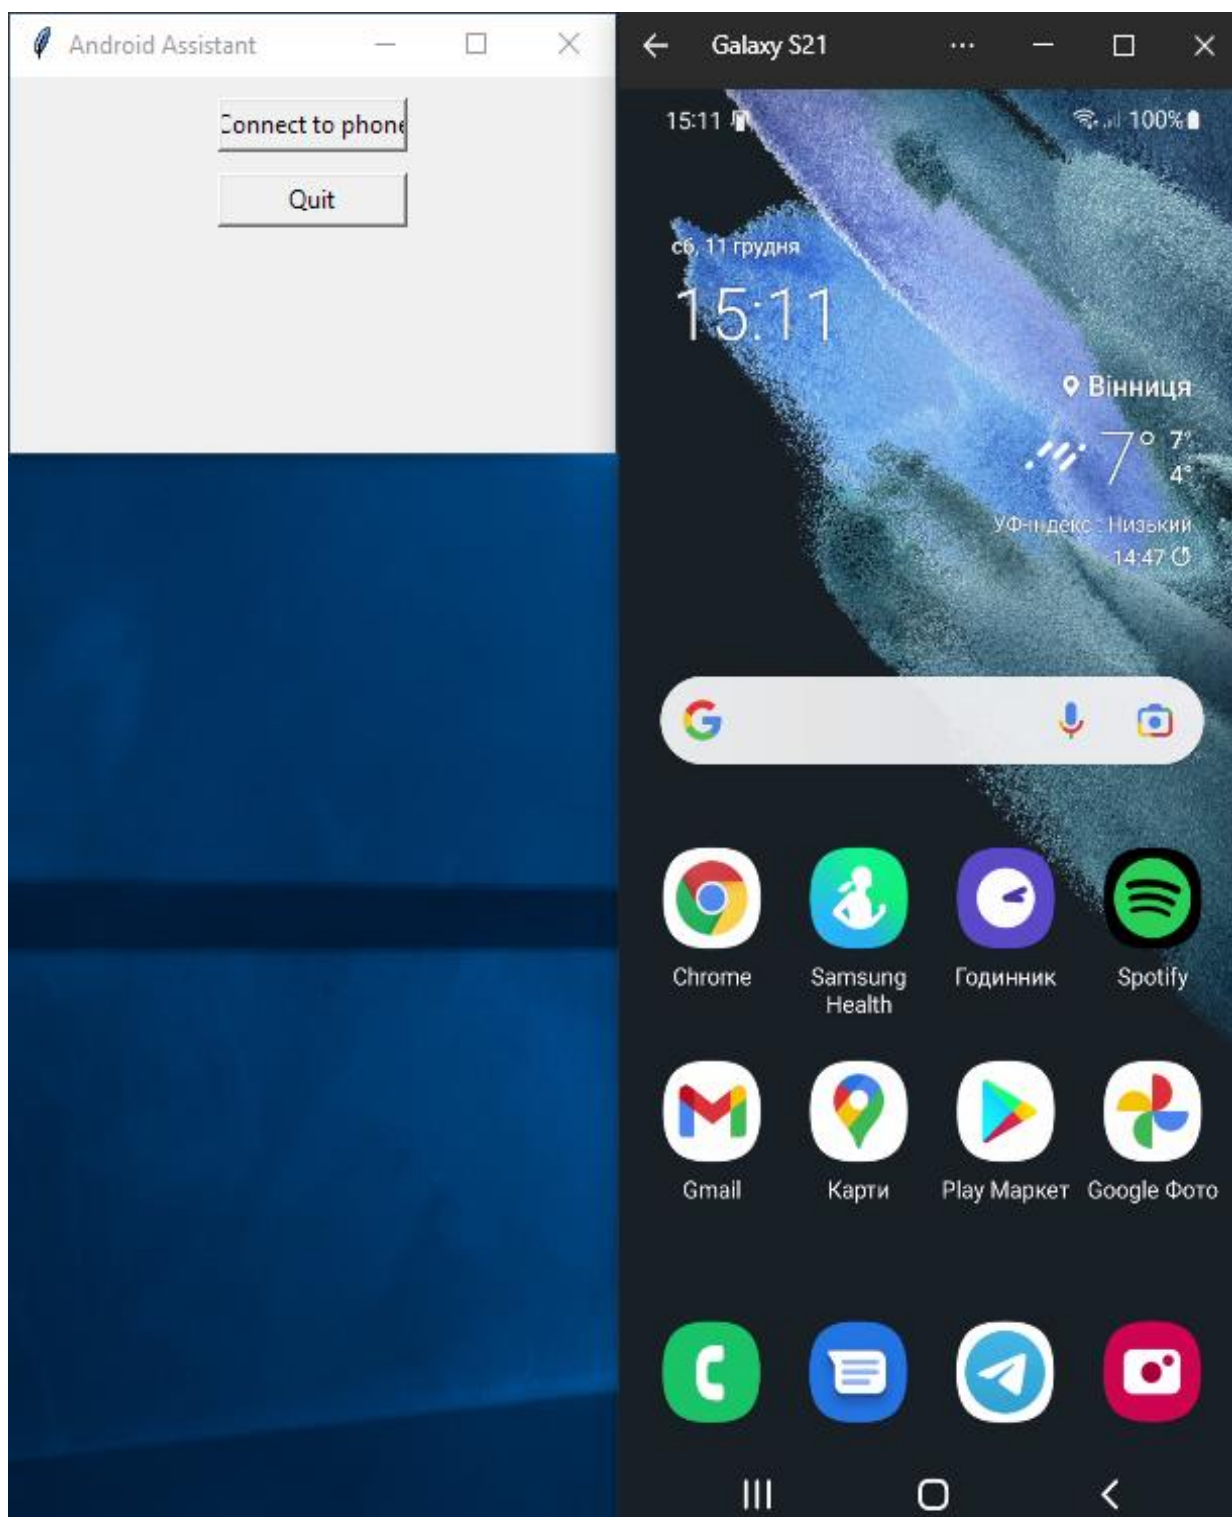 Android Assistant
Connect to phone
Quit
Galaxy S21
15:11
100%
сб, 11 грудня
15:11
Вінниця
7° 7°
4°
УФ-індекс : Низький
14:47
Chrome
Samsung
Health
Годинник
Spotify
Gmail
Карти
Play Маркет
Google Фото